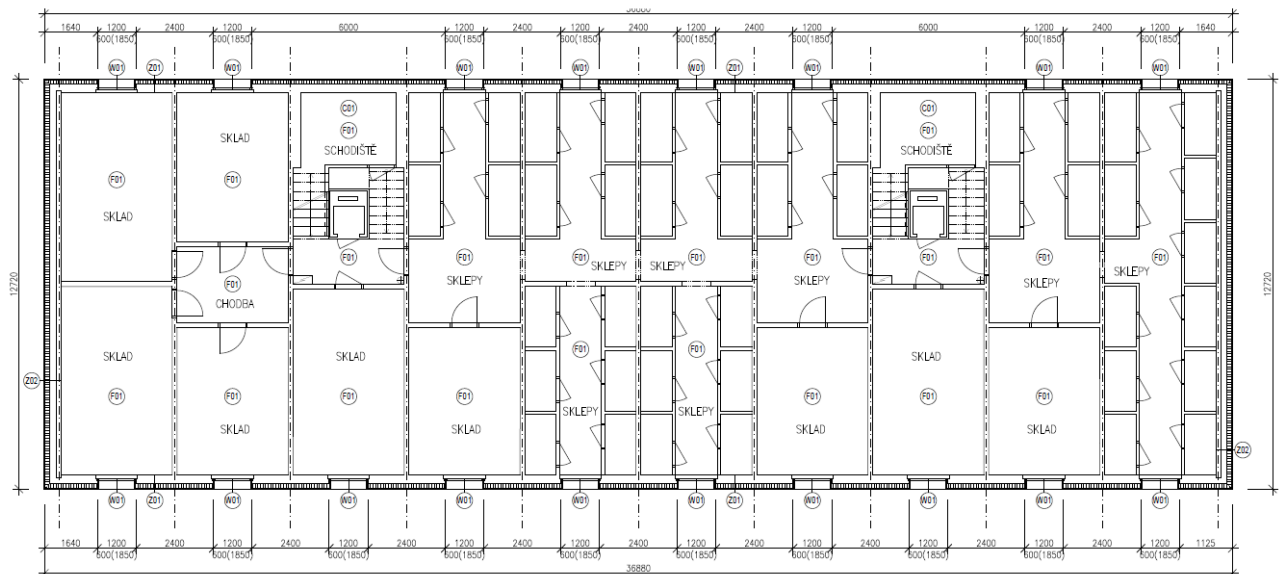 1640 1200 2400 1200 6000 1200 2400 1200 2400 1200 2400 1200 6000 1200 2400 1200 1640
600(1850) 600(1850) 600(1850) 600(1850) 600(1850) 600(1850) 600(1850) 600(1850)
W01 Z01 W01 W01 W01 W01 Z01 W01 W01 W01
C01 C01
F01 F01
SKLAD
SCHODIŠTĚ SCHODIŠTĚ
F01 F01
SKLAD
F01 F01 F01 F01 F01 F01 F01 F01
SKLEPY SKLEPY SKLEPY SKLEPY SKLEPY SKLEPY SKLEPY
F01
CHODBA
12720 12720
F01 F01
SKLAD SKLAD SKLAD SKLAD
Z02
F01 F01 F01 F01 F01 F01 F01
SKLEPY SKLEPY
SKLAD SKLAD SKLAD SKLAD
Z02
W01 Z01 W01 W01 W01 W01 W01 Z01 W01 W01 W01 W01
1640 1200 2400 1200 2400 1200 2400 1200 2400 1200 2400 1200 2400 1200 2400 1200 2400 1200 2400 1200 1125
600(1850) 600(1850) 600(1850) 600(1850) 600(1850) 600(1850) 600(1850) 600(1850) 600(1850) 600(1850)
36880